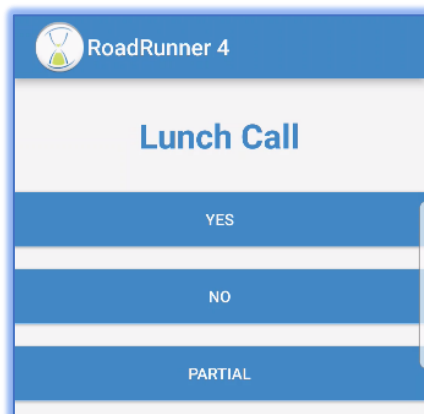 RoadRunner 4
Lunch Call
YES
NO
PARTIAL